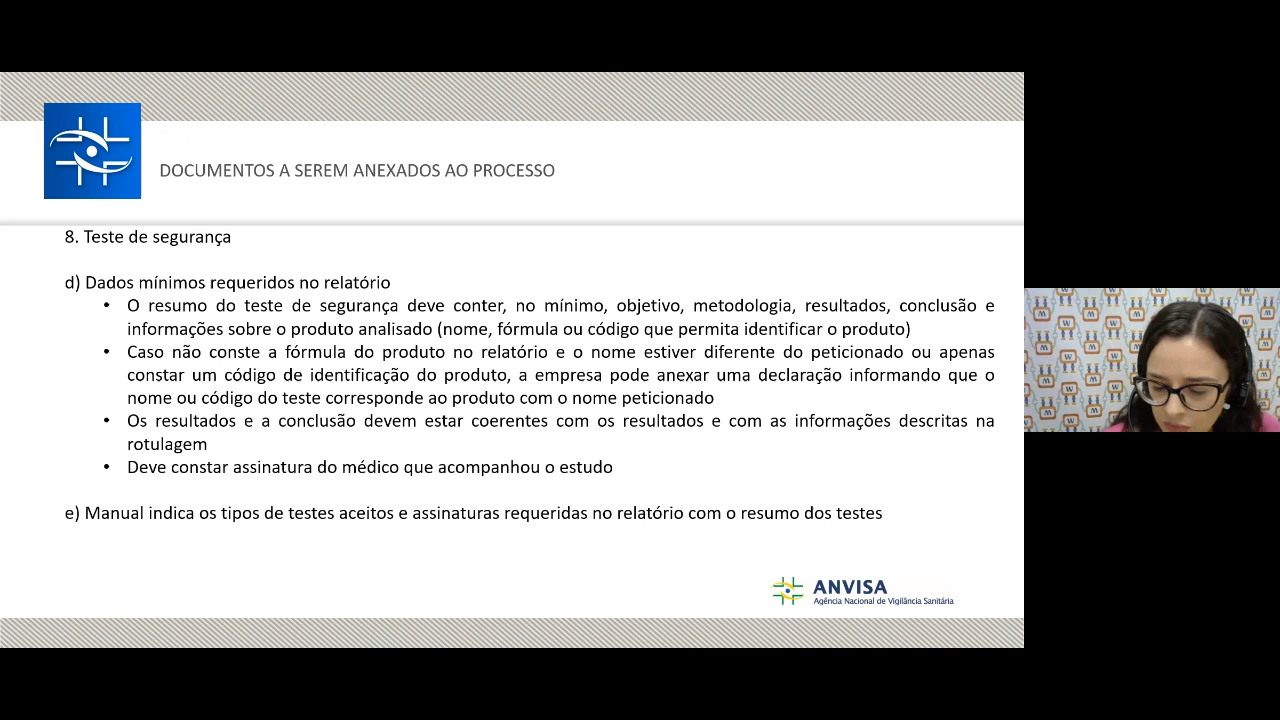 DOCUMENTOS A SEREM ANEXADOS AO PROCESSO
8. Teste de segurança
d) Dados mínimos requeridos no relatório
• O resumo do teste de segurança deve conter, no mínimo, objetivo, metodologia, resultados, conclusão e
informações sobre o produto analisado (nome, fórmula ou código que permita identificar o produto)
• Caso não conste a fórmula do produto no relatório e o nome estiver diferente do peticionado ou apenas
constar um código de identificação do produto, a empresa pode anexar uma declaração informando que o
nome ou código do teste corresponde ao produto com o nome peticionado
• Os resultados e a conclusão devem estar coerentes com os resultados e com as informações descritas na
rotulagem
• Deve constar assinatura do médico que acompanhou o estudo
e) Manual indica os tipos de testes aceitos e assinaturas requeridas no relatório com o resumo dos testes
ANVISA
Agência Nacional de Vigilância Sanitária